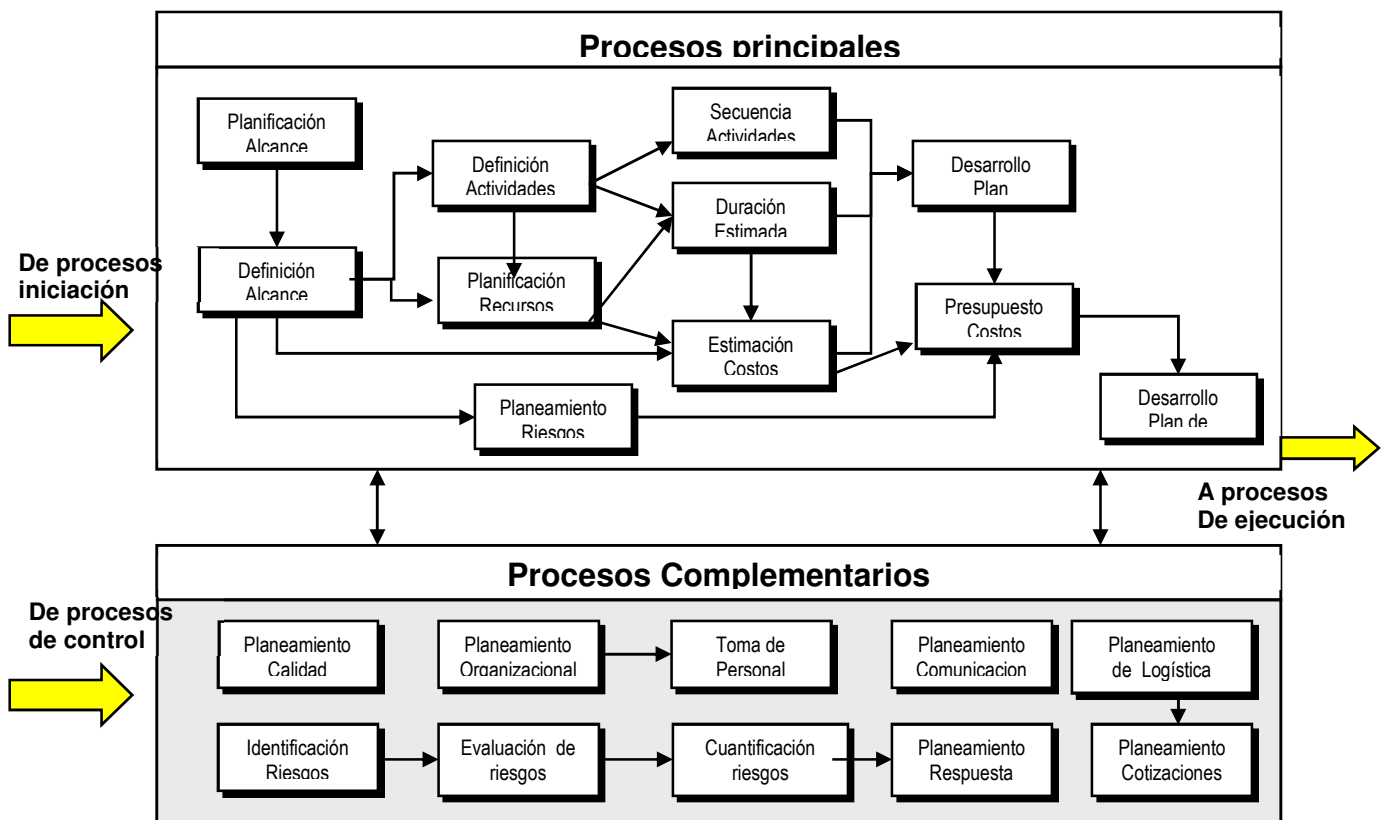 Procesos principales
Planificación
Alcance
Secuencia
Actividades
Definición
Actividades
Desarrollo
Plan
Duración
Estimada
De procesos
iniciación
Definición
Alcance
Planificación
Recursos
Presupuesto
Costos
Estimación
Costos
Planeamiento
Riesgos
Desarrollo
Plan de
A procesos
De ejecución
Procesos Complementarios
De procesos
de control
Planeamiento
Calidad
Planeamiento
Organizacional
Toma de
Personal
Planeamiento
Comunicacion
Planeamiento
de Logística
Identificación
Riesgos
Evaluación de
riesgos
Cuantificación
riesgos
Planeamiento
Respuesta
Planeamiento
Cotizaciones